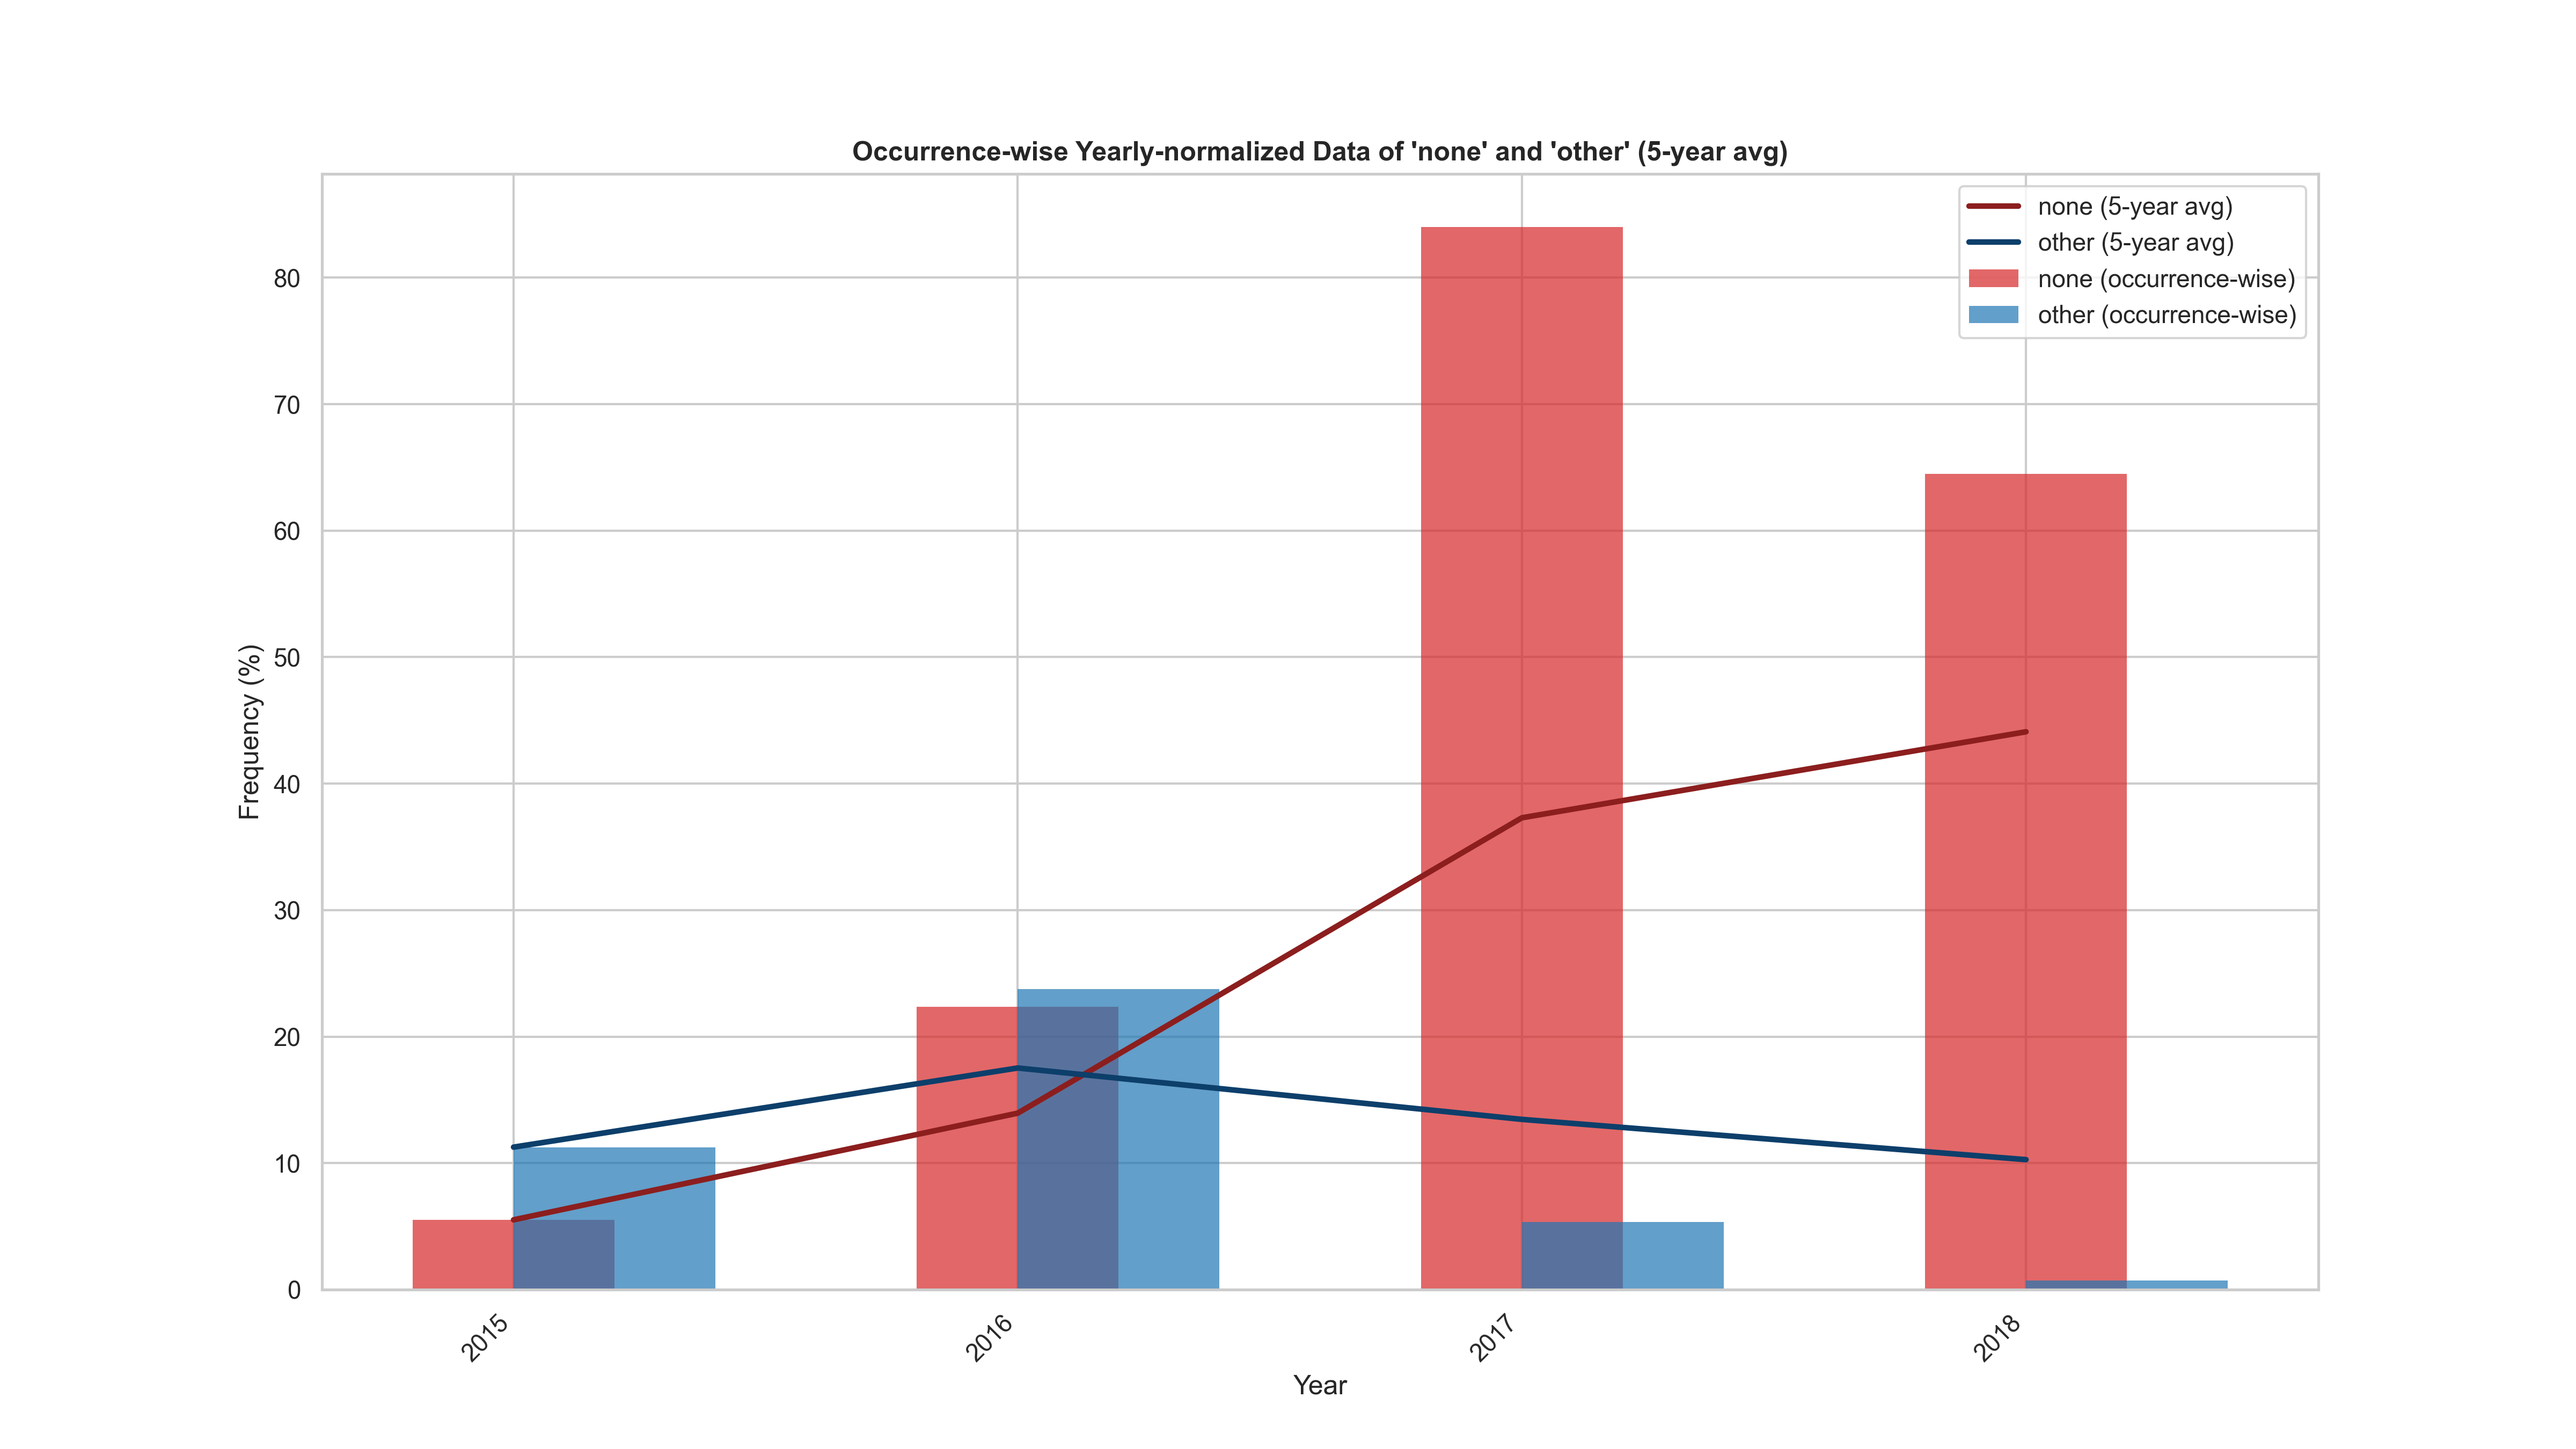 Occurrence-wise Yearly-normalized Data of 'none' and 'other' (5-year avg)
none (5-year avg)
other (5-year avg)
none (occurrence-wise)
other (occurrence-wise)
Frequency (%)
80
70
60
50
40
30
20
10
0
2015
2016
2017
2018
Year